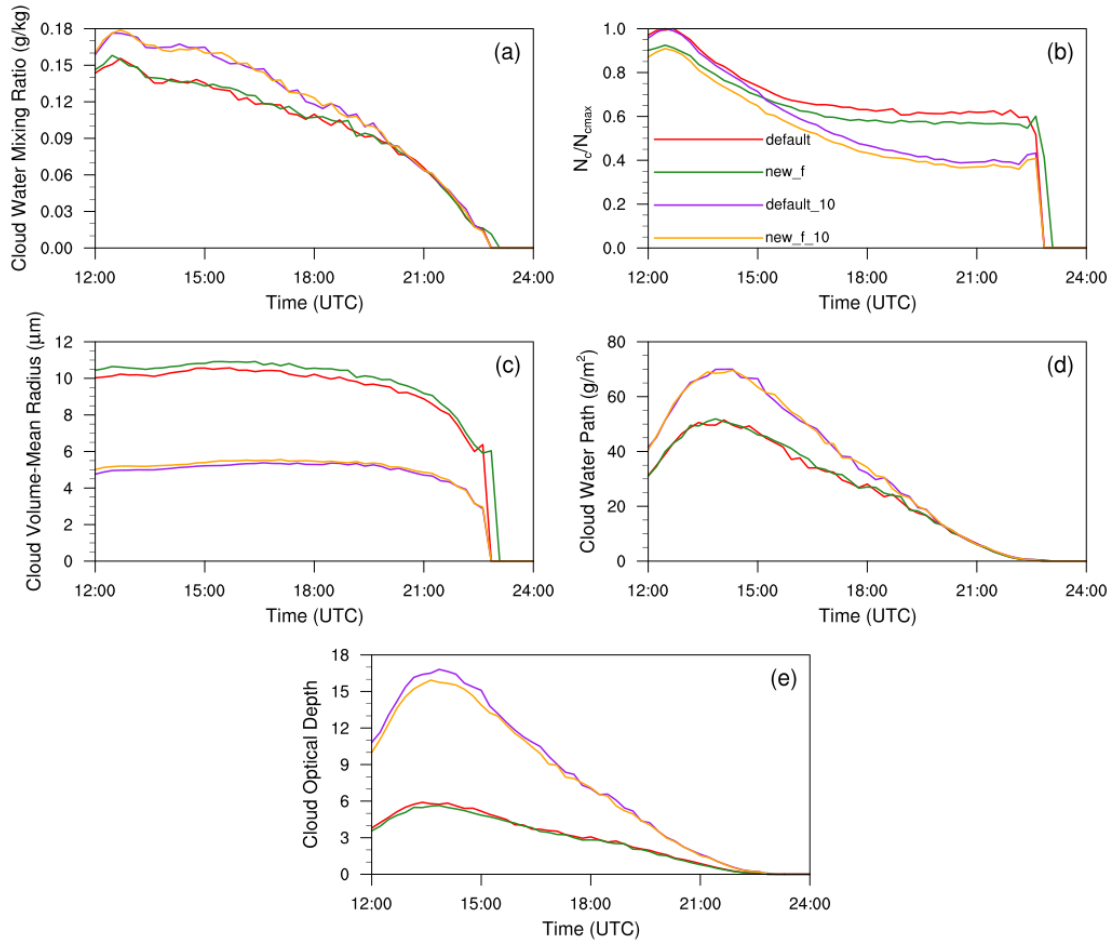 Cloud Water Mixing Ratio (g/kg)
0.18
0.15
0.12
0.09
0.06
0.03
0.00
(a)
12:00 15:00 18:00 21:00 24:00
Time (UTC)
N_c/N_cmax
1.0
0.8
0.6
0.4
0.2
0.0
(b)
default
new_f
default_10
new_f_10
12:00 15:00 18:00 21:00 24:00
Time (UTC)
Cloud Volume-Mean Radius (μm)
12
10
8
6
4
2
0
(c)
12:00 15:00 18:00 21:00 24:00
Time (UTC)
Cloud Water Path (g/m²)
80
60
40
20
0
(d)
12:00 15:00 18:00 21:00 24:00
Time (UTC)
Cloud Optical Depth
18
15
12
9
6
3
0
(e)
12:00 15:00 18:00 21:00 24:00
Time (UTC)